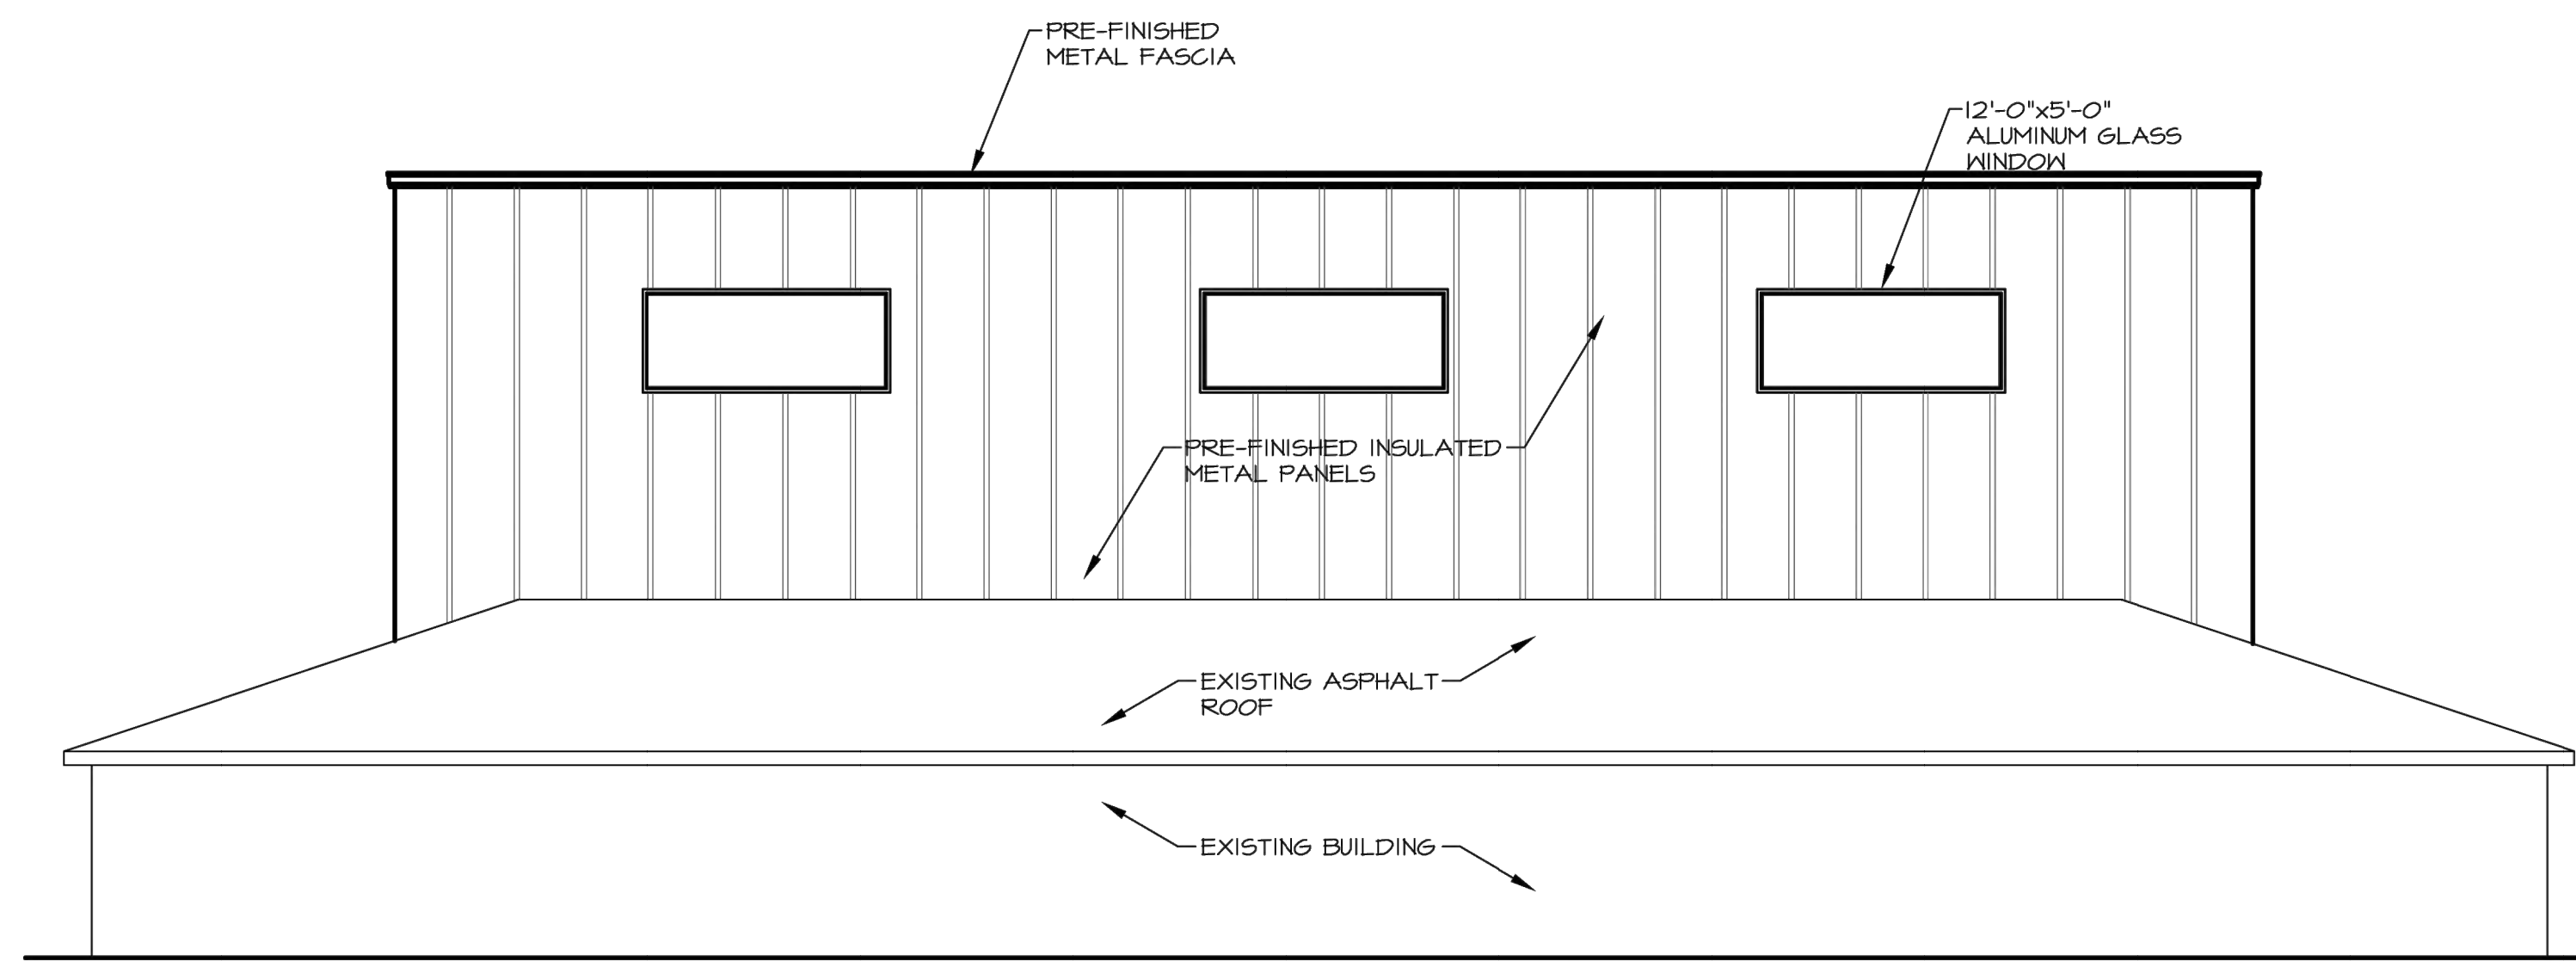 PRE-FINISHED
METAL FASCIA
12'-0"x5'-0"
ALUMINUM GLASS
WINDOW
PRE-FINISHED INSULATED
METAL PANELS
EXISTING ASPHALT
ROOF
EXISTING BUILDING